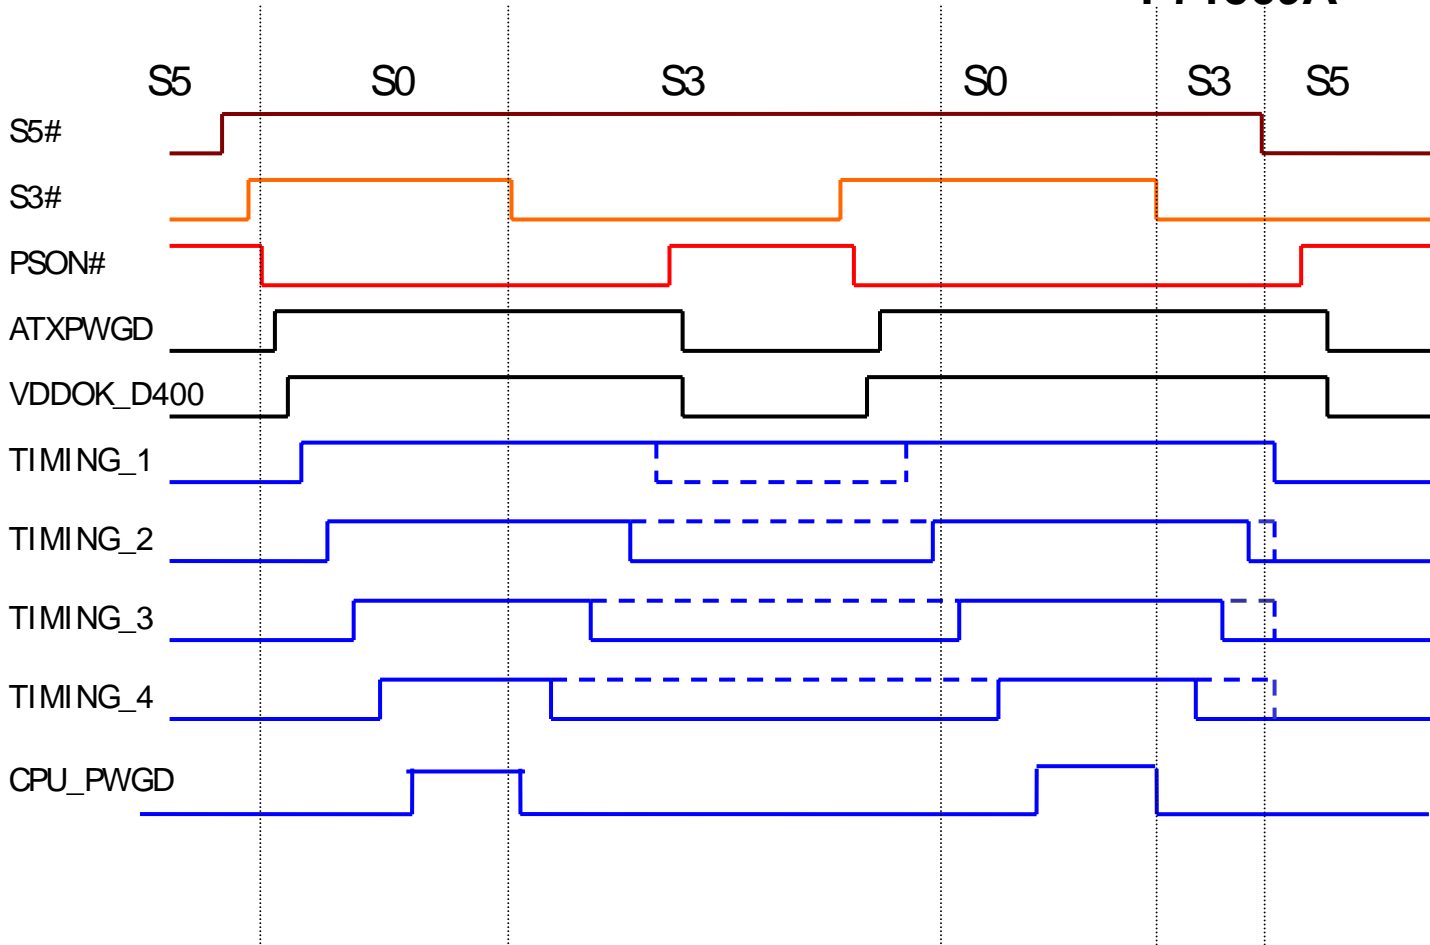 S5 S0 S3 S0 S3 S5
S5#
S3#
PSON#
ATXPWGD
VDDOK_D400
TIMING_1
TIMING_2
TIMING_3
TIMING_4
CPU_PWGD